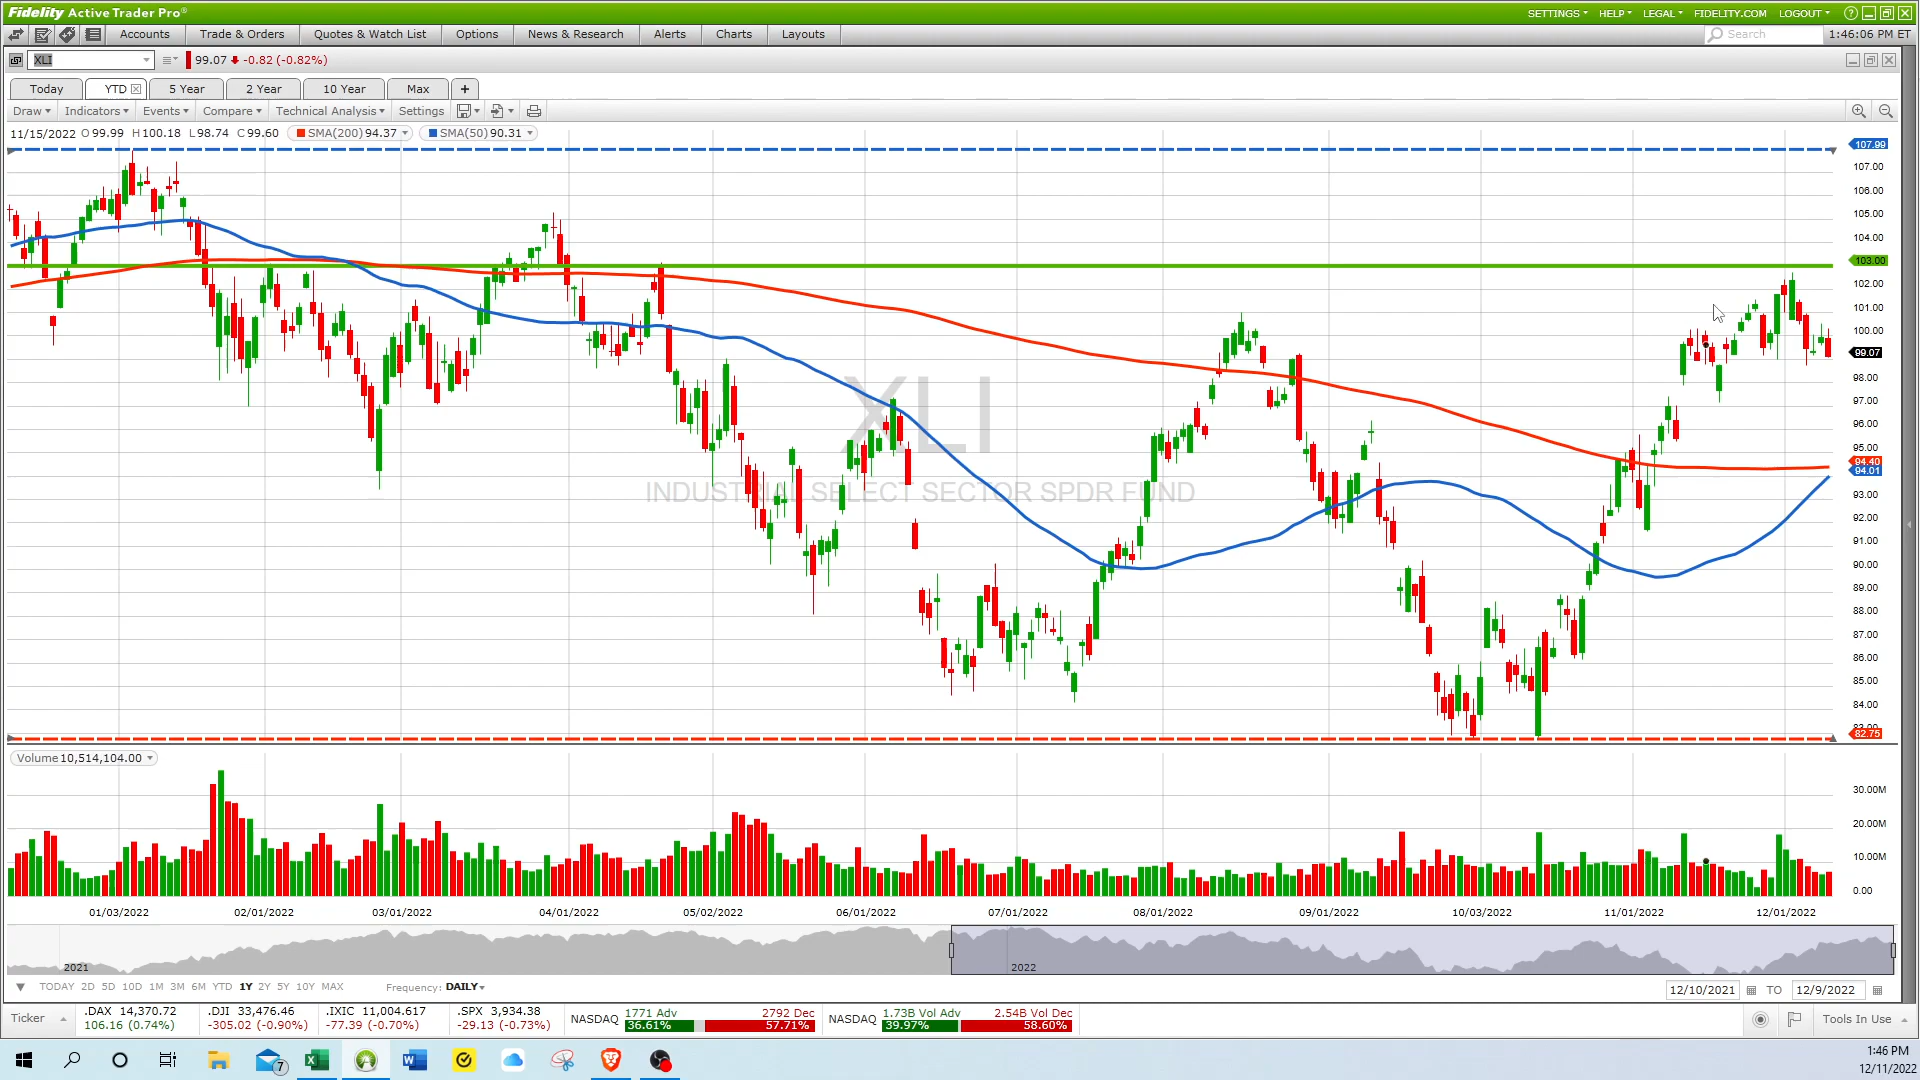 Fidelity Active Trader Pro®
SETTINGS HELP LEGAL FIDELITY.COM LOGOUT ?
Accounts Trade & Orders Quotes & Watch List Options News & Research Alerts Charts Layouts Search 1:46:06 PM ET
XLI 99.07 -0.82 (-0.82%)
Today YTD 5 Year 2 Year 10 Year Max +
Draw Indicators Events Compare Technical Analysis Settings
11/15/2022 O 99.99 H 100.18 L 98.74 C 99.60 SMA(200) 94.37 SMA(50) 90.31
107.99
107.00
106.00
105.00
104.00
103.00
102.00
101.00
100.00
99.07
98.00
97.00
96.00
95.00
94.40
94.01
93.00
92.00
91.00
90.00
89.00
88.00
87.00
86.00
85.00
84.00
83.00
82.75
XLI
INDUSTRIAL SELECT SECTOR SPDR FUND
Volume 10,514,104.00
30.00M
20.00M
10.00M
0.00
01/03/2022 02/01/2022 03/01/2022 04/01/2022 05/02/2022 06/01/2022 07/01/2022 08/01/2022 09/01/2022 10/03/2022 11/01/2022 12/01/2022
2021 2022
TODAY 2D 5D 10D 1M 3M 6M YTD 1Y 2Y 5Y 10Y MAX Frequency: DAILY 12/10/2021 TO 12/9/2022
Ticker .DAX 14,370.72 .DJI 33,476.46 .IXIC 11,004.617 .SPX 3,934.38 NASDAQ 1771 Adv 2792 Dec NASDAQ 1.73B Vol Adv 2.54B Vol Dec Tools In Use
106.16 (0.74%) -305.02 (-0.90%) -77.39 (-0.70%) -29.13 (-0.73%) 36.61% 57.71% 39.97% 58.60%
7
1:46 PM
12/11/2022